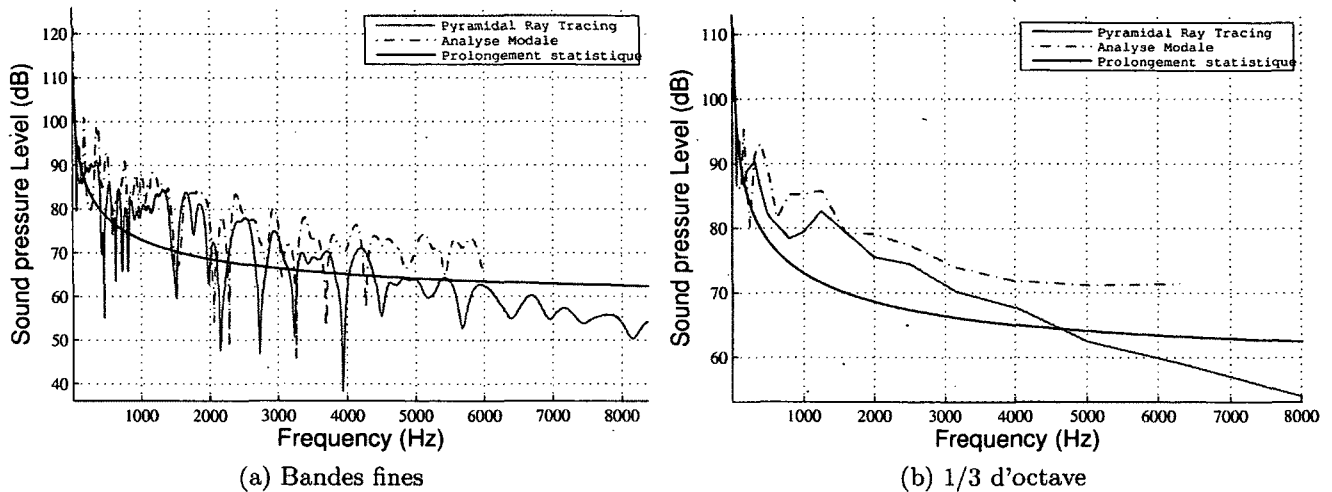 Pyramidal Ray Tracing
Analyse Modale
Prolongement statistique
Sound pressure Level (dB)
120
110
100
90
80
70
60
50
40
1000
2000
3000
4000
5000
6000
7000
8000
Frequency (Hz)
(a) Bandes fines
Pyramidal Ray Tracing
Analyse Modale
Prolongement statistique
Sound pressure Level (dB)
110
100
90
80
70
60
1000
2000
3000
4000
5000
6000
7000
8000
Frequency (Hz)
(b) 1/3 d'octave